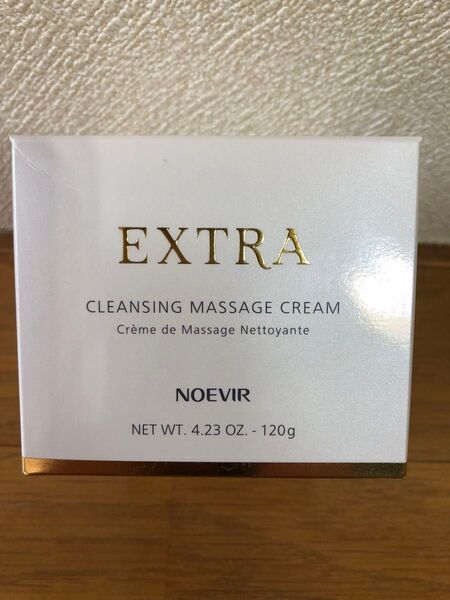 EXTRA
CLEANSING MASSAGE CREAM
Crème de Massage Nettoyante
NOEVIR
NET WT. 4.23 OZ. - 120g